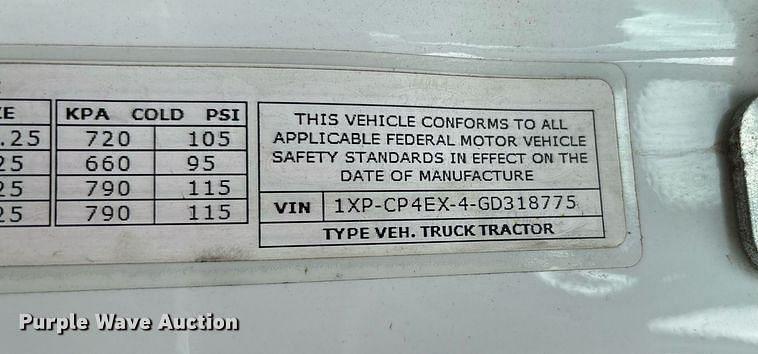 ZE
KPA COLD PSI
.25 720 105
25 660 95
25 790 115
25 790 115
THIS VEHICLE CONFORMS TO ALL
APPLICABLE FEDERAL MOTOR VEHICLE
SAFETY STANDARDS IN EFFECT ON THE
DATE OF MANUFACTURE
VIN 1XP-CP4EX-4-GD318775
TYPE VEH. TRUCK TRACTOR
Purple Wave Auction